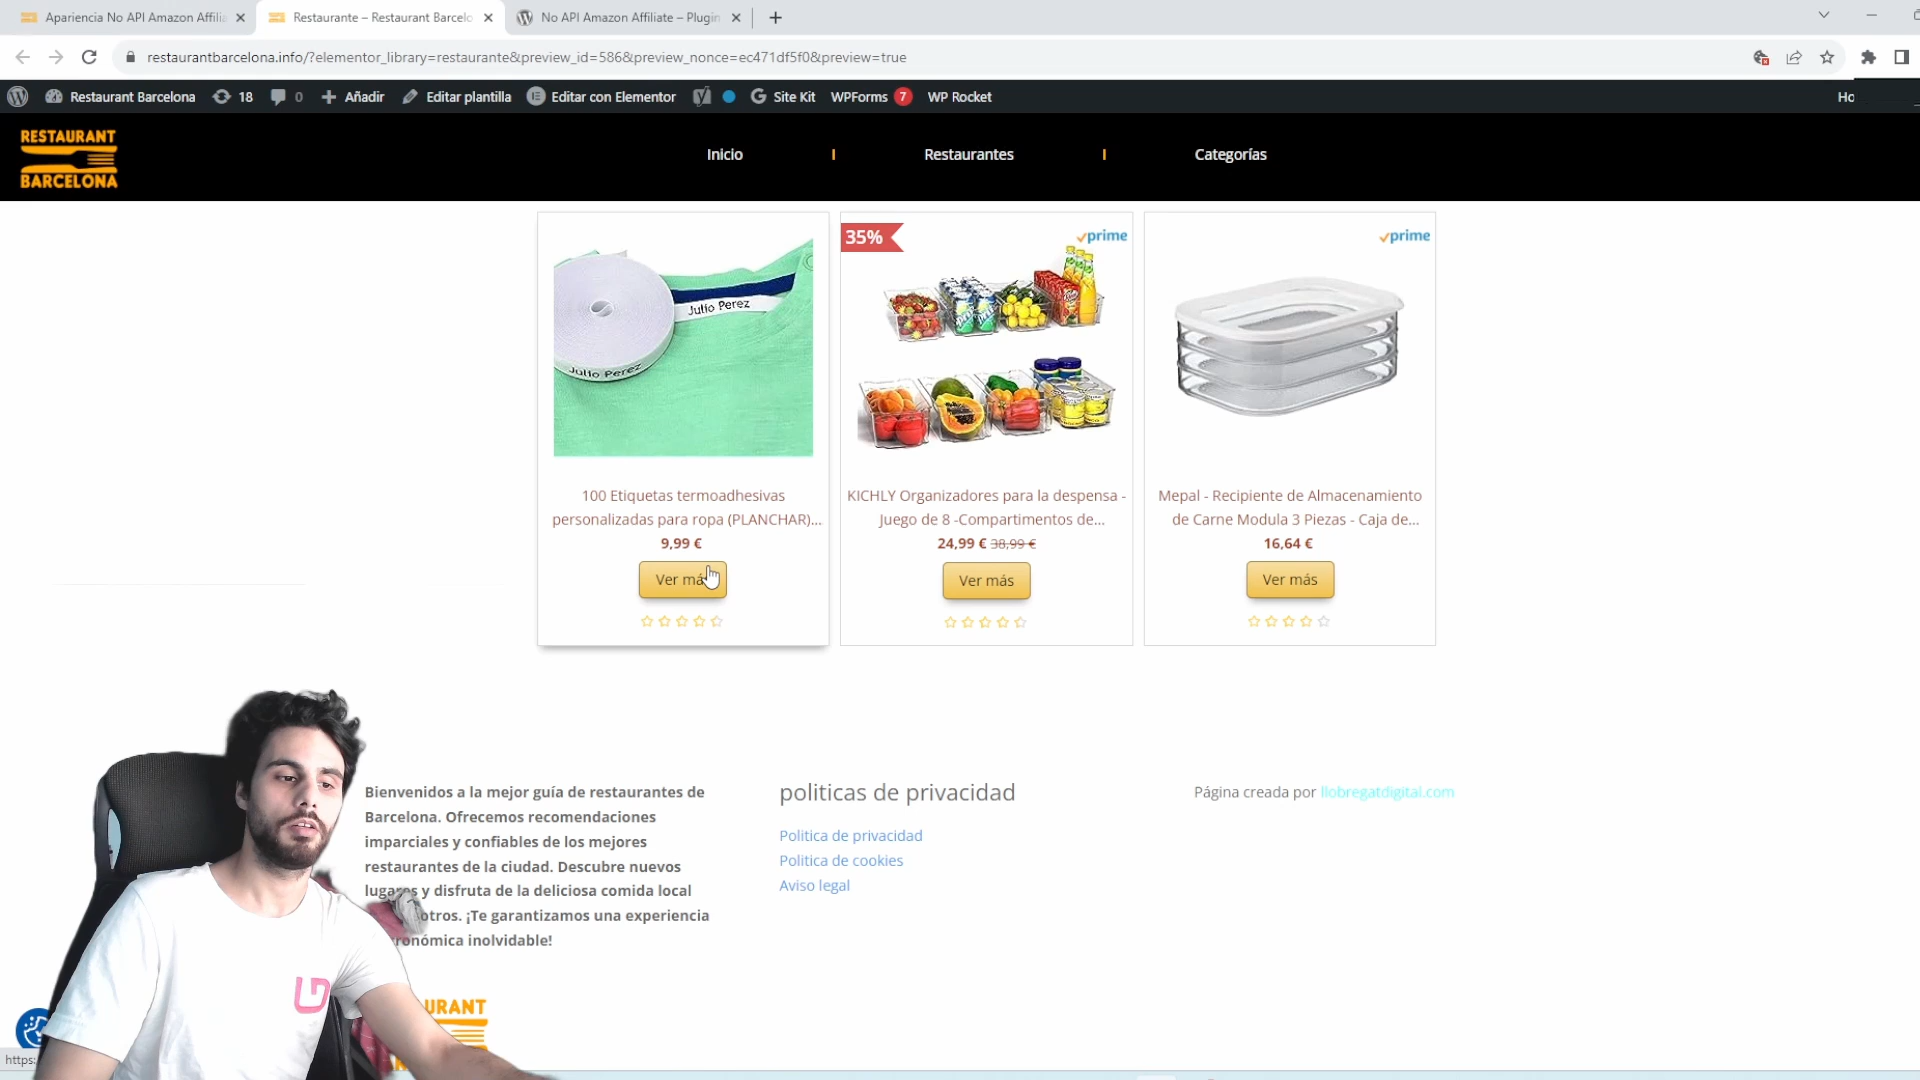 Apariencia No API Amazon Affili
Restaurante – Restaurant Barcelo
No API Amazon Affiliate – Plugin
restaurantbarcelona.info/?elementor_library=restaurante&preview_id=586&preview_nonce=ec471df5f0&preview=true
Restaurant Barcelona 18 0 Añadir Editar plantilla Editar con Elementor Site Kit WPForms 7 WP Rocket Ho
RESTAURANT
BARCELONA
Inicio Restaurantes Categorías
35% prime prime
Julio Perez
Julio Perez
100 Etiquetas termoadhesivas
personalizadas para ropa (PLANCHAR)...
9,99 €
Ver má
KICHLY Organizadores para la despensa -
Juego de 8 -Compartimentos de...
24,99 € 38,99 €
Ver más
Mepal - Recipiente de Almacenamiento
de Carne Modula 3 Piezas - Caja de...
16,64 €
Ver más
Bienvenidos a la mejor guía de restaurantes de
Barcelona. Ofrecemos recomendaciones
imparciales y confiables de los mejores
restaurantes de la ciudad. Descubre nuevos
y disfruta de la deliciosa comida local
otros. ¡Te garantizamos una experiencia
ronómica inolvidable!
URANT
politicas de privacidad
Politica de privacidad
Politica de cookies
Aviso legal
Página creada por llobregatdigital.com
https: